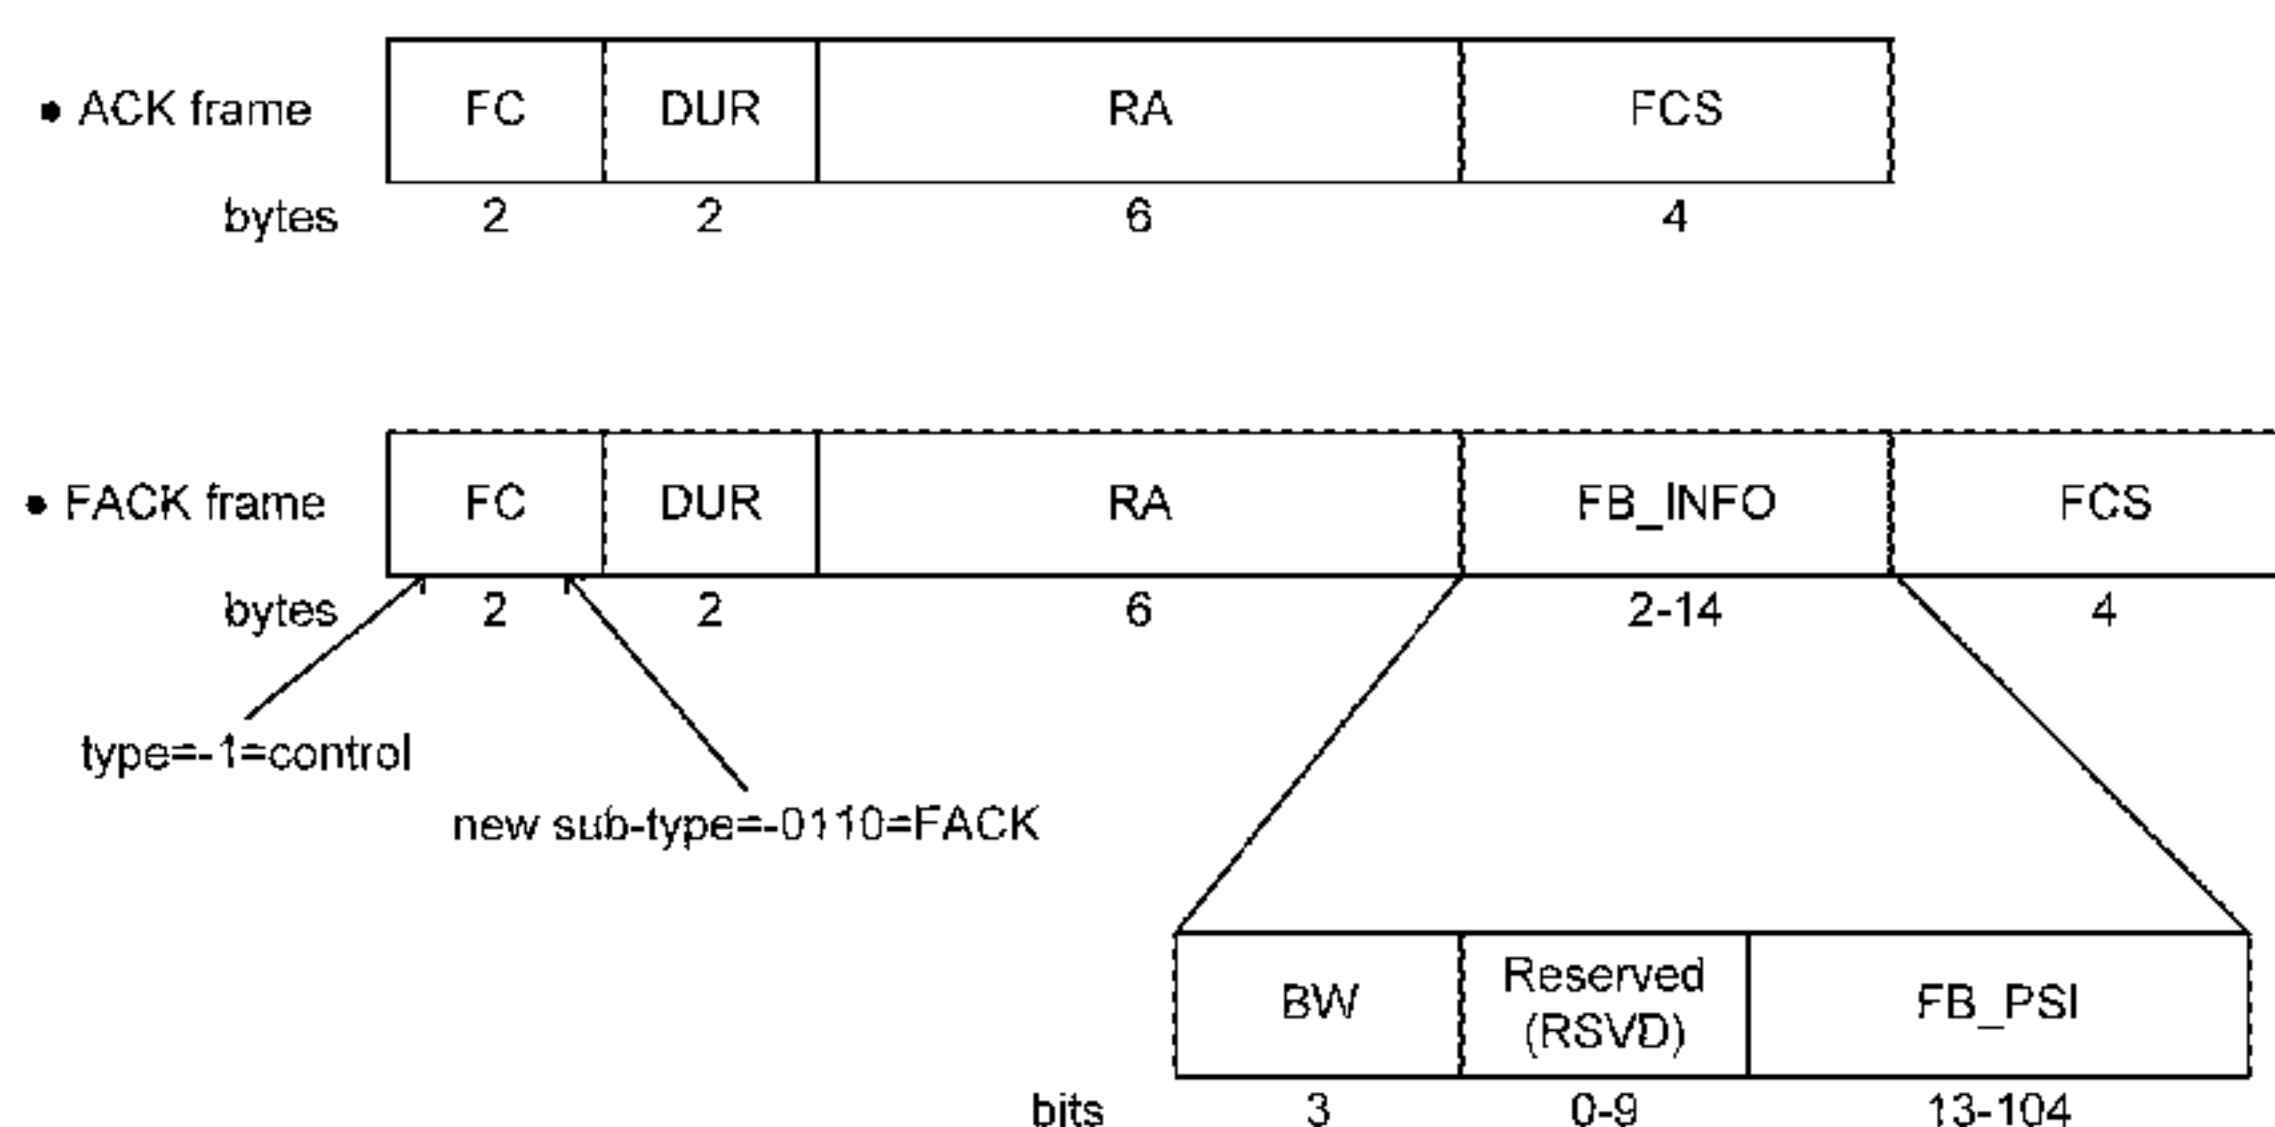 • ACK frame FC DUR RA FCS
bytes 2 2 6 4
• FACK frame FC DUR RA FB_INFO FCS
bytes 2 2 6 2-14 4
type=-1=control
new sub-type=-0110=FACK
BW Reserved (RSVD) FB_PSI
bits 3 0-9 13-104